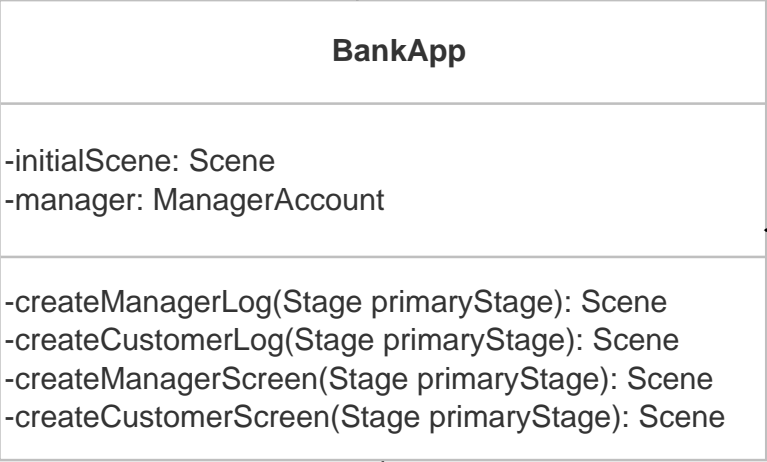 BankApp
-initialScene: Scene
-manager: ManagerAccount
-createManagerLog(Stage primaryStage): Scene
-createCustomerLog(Stage primaryStage): Scene
-createManagerScreen(Stage primaryStage): Scene
-createCustomerScreen(Stage primaryStage): Scene